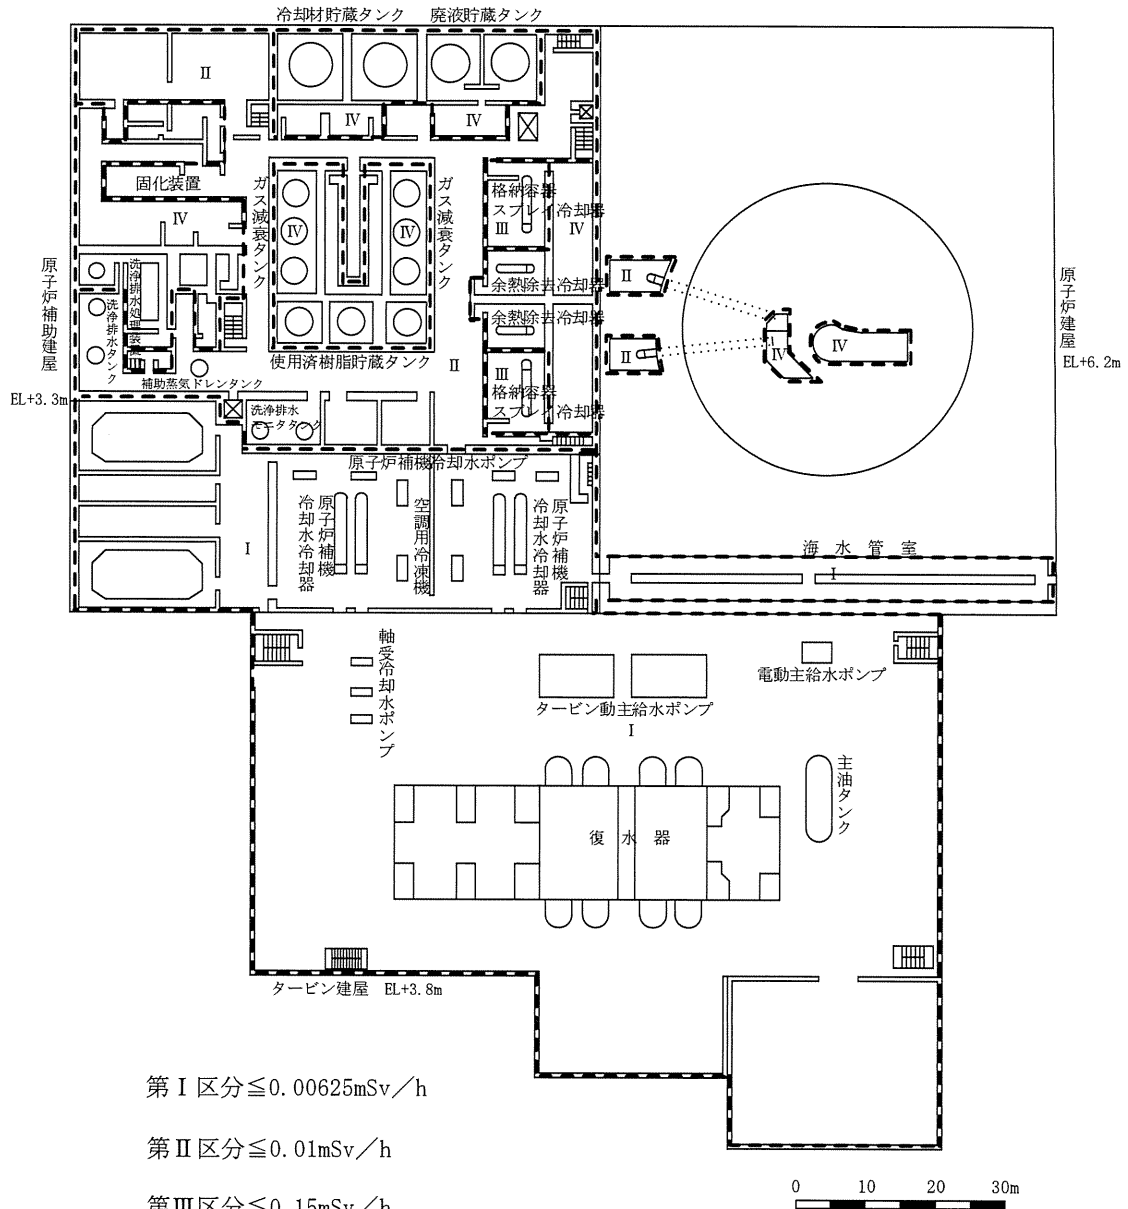 冷却材貯蔵タンク
廃液貯蔵タンク
Ⅱ
Ⅳ
Ⅳ
固化装置
Ⅳ
ガス減衰タンク
Ⅳ
Ⅳ
ガス減衰タンク
格納容器
スプレイ冷却器
Ⅲ
Ⅳ
余熱除去冷却器
余熱除去冷却器
Ⅲ
格納容器
スプレイ冷却器
Ⅱ
使用済樹脂貯蔵タンク
原子炉補助建屋
EL+3.3m
洗浄排水処理装置
洗浄排水タンク
補助蒸気ドレンタンク
洗浄排水
モニタタンク
Ⅱ
Ⅱ
Ⅰ
Ⅳ
Ⅳ
原子炉建屋
EL+6.2m
原子炉補機冷却水ポンプ
原子炉補機
冷却水冷却器
空調用冷凍機
原子炉補機
冷却水冷却器
Ⅰ
海水管室
Ⅰ
軸受冷却水ポンプ
タービン動主給水ポンプ
Ⅰ
電動主給水ポンプ
主油タンク
復水器
タービン建屋 EL+3.8m
第Ⅰ区分≦0.00625mSv／h
第Ⅱ区分≦0.01mSv／h
第Ⅲ区分≦0.15mSv／h
0 10 20 30m